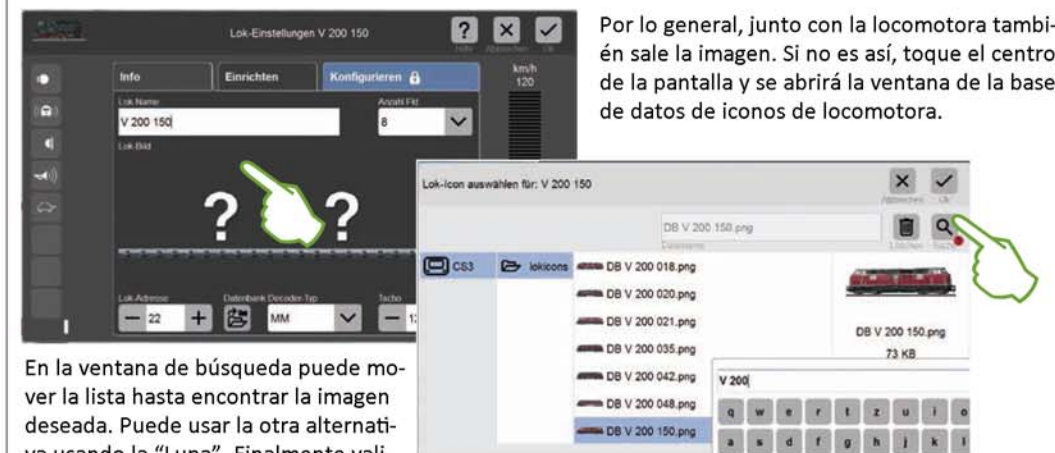 Lok-Einstellungen V 200 150
?
Hilfe
Abbrechen
Ok
Por lo general, junto con la locomotora tambi-
én sale la imagen. Si no es así, toque el centro
de la pantalla y se abrirá la ventana de la base
de datos de iconos de locomotora.
Info
Einrichten
Konfigurieren
km/h
120
Lok-Name
Anzahl Fkt
V 200 150
8
Lok-Bild
? ?
Lok-Adresse
Datenbank
Decoder-Typ
Tacho
22
MM
Lok-Icon auswählen für: V 200 150
Abbrechen
Ok
DB V 200 150.png
Dateiname
Löschen
Suche
CS3
lokicons
DB V 200 018.png
DB V 200 020.png
DB V 200 021.png
DB V 200 035.png
DB V 200 042.png
DB V 200 048.png
DB V 200 150.png
DB V 200 150.png
73 KB
V 200
q w e r t z u i o
a s d f g h j k l
En la ventana de búsqueda puede mo-
ver la lista hasta encontrar la imagen
deseada. Puede usar la otra alternati-
va usando la “Lupa”. Finalmente vali-